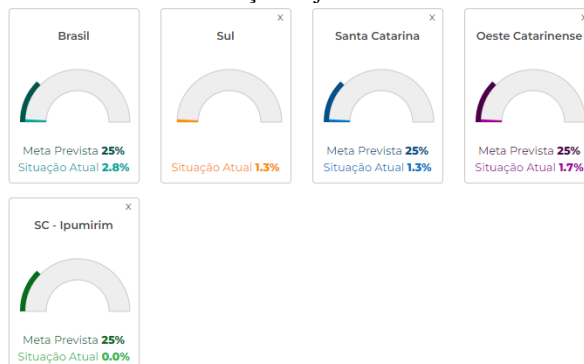 Brasil
Meta Prevista 25%
Situação Atual 2.8%
x
Sul
Situação Atual 1.3%
x
Santa Catarina
Meta Prevista 25%
Situação Atual 1.3%
x
Oeste Catarinense
Meta Prevista 25%
Situação Atual 1.7%
x
SC - Ipumirim
Meta Prevista 25%
Situação Atual 0.0%